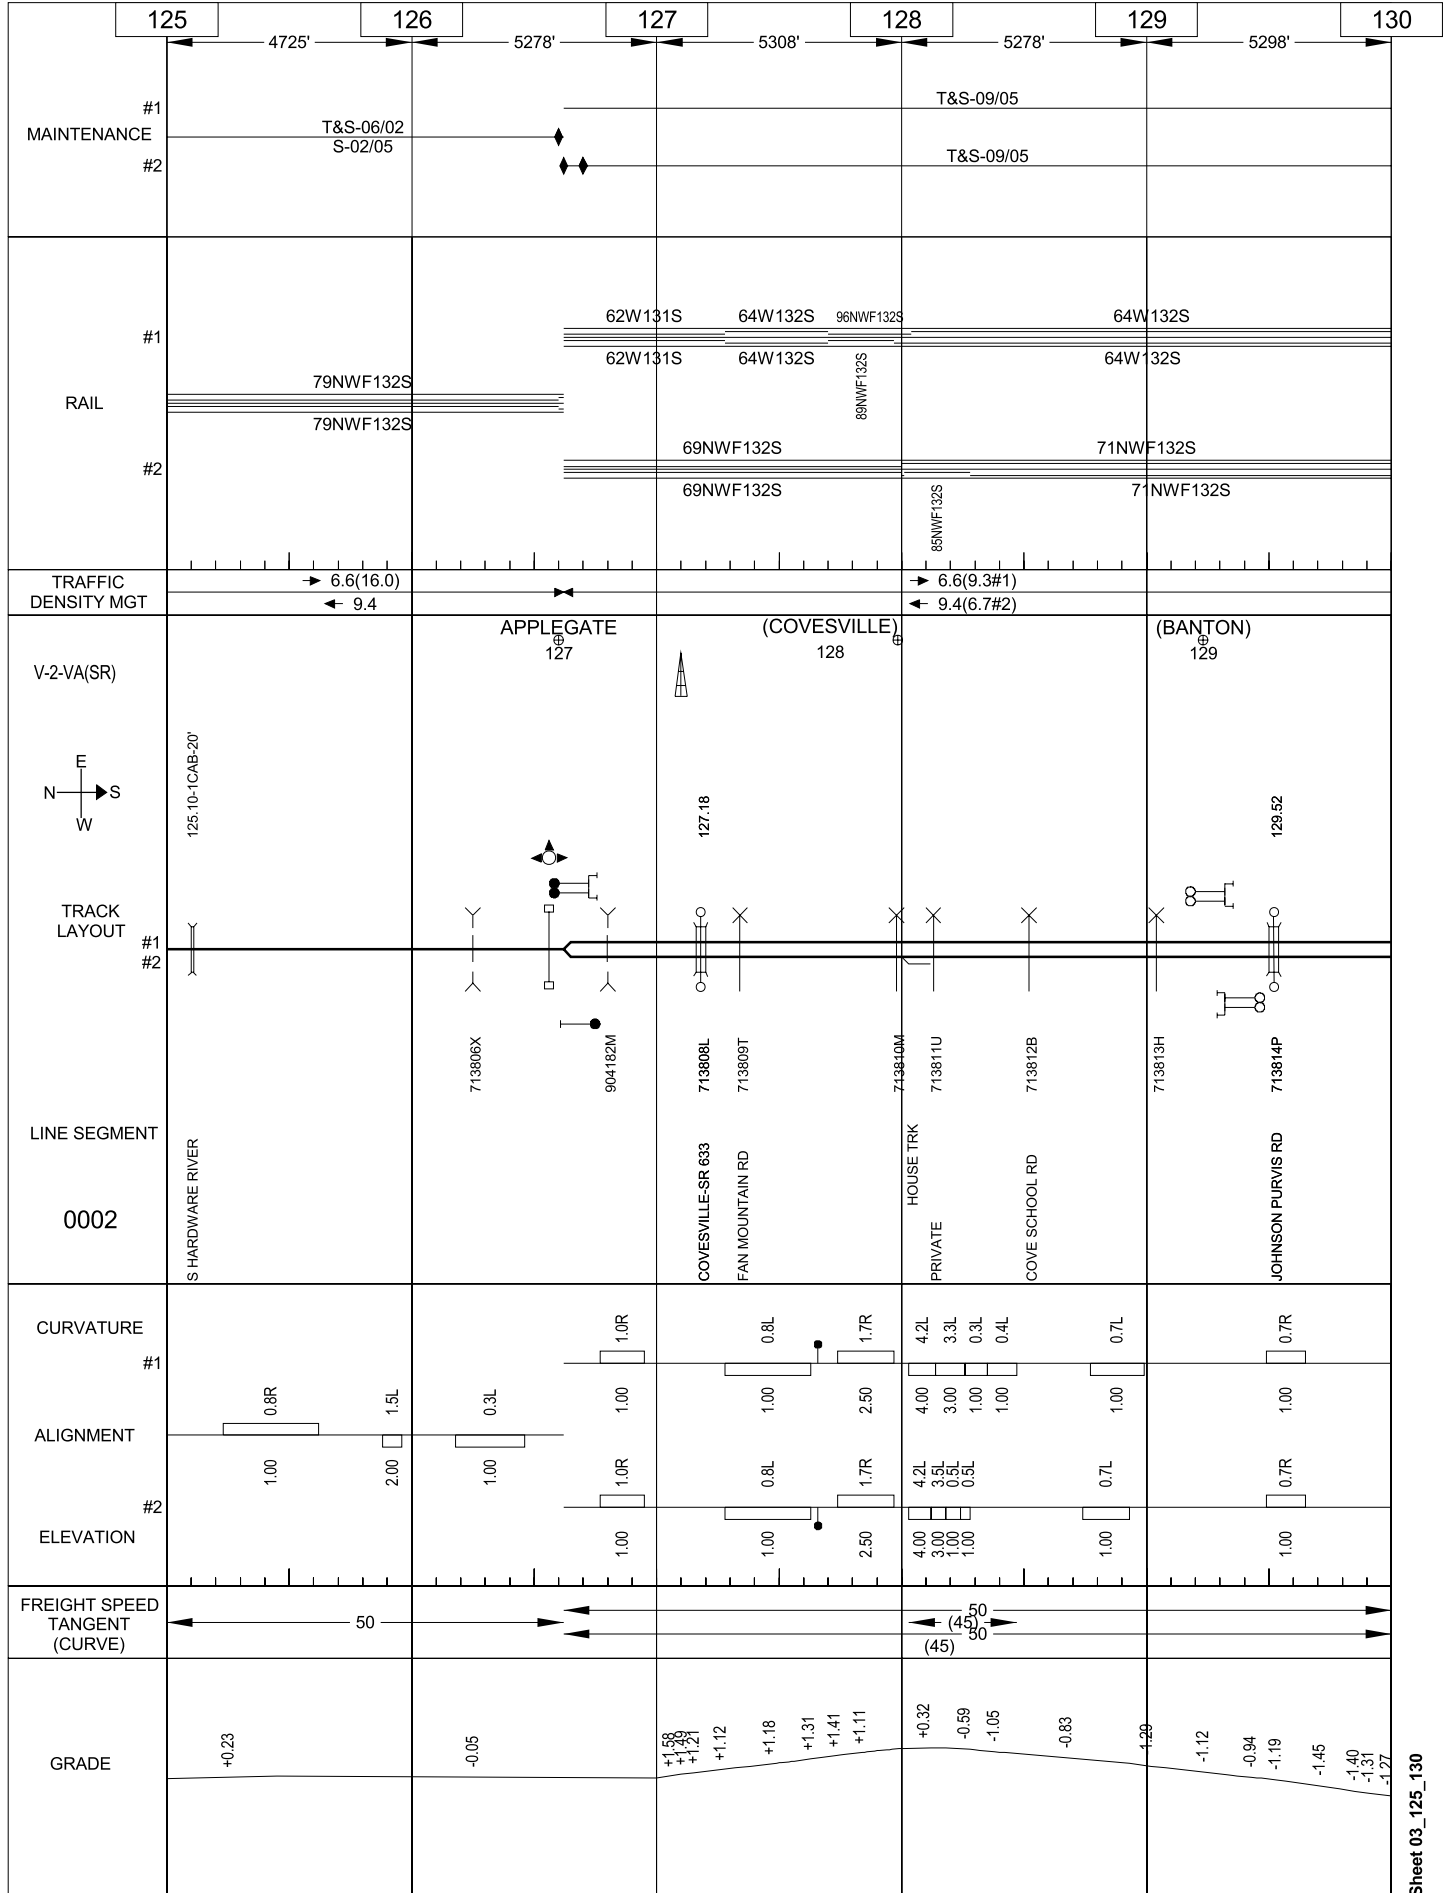 125 126 127 128 129 130
4725' 5278' 5308' 5278' 5298'
#1
T&S-09/05
MAINTENANCE
T&S-06/02
S-02/05
#2
T&S-09/05
62W131S 64W132S 96NWF132S 64W132S
#1
62W131S 64W132S 64W132S
89NWF132S
79NWF132S
RAIL
79NWF132S
69NWF132S 71NWF132S
#2
69NWF132S 71NWF132S
85NWF132S
TRAFFIC
DENSITY MGT
6.6(16.0) 6.6(9.3#1)
9.4 9.4(6.7#2)
APPLEGATE (COVESVILLE) (BANTON)
127 128 129
V-2-VA(SR)
E
N S
W
125.10-1CAB-20'
127.18
129.52
TRACK
LAYOUT
#1
#2
713806X
904182M
713808L
713809T
713810M
713811U
713812B
713813H
713814P
LINE SEGMENT
0002
S HARDWARE RIVER
COVESVILLE-SR 633
FAN MOUNTAIN RD
HOUSE TRK
PRIVATE
COVE SCHOOL RD
JOHNSON PURVIS RD
CURVATURE
1.0R 0.8L 1.7R 4.2L 3.3L 0.3L 0.4L 0.7L 0.7R
#1
1.00 1.00 2.50 4.00 3.00 1.00 1.00 1.00 1.00
0.8R 1.5L 0.3L
ALIGNMENT
1.00 2.00 1.00
1.0R 0.8L 1.7R 4.2L 3.5L 0.5L 0.5L 0.7L 0.7R
#2
ELEVATION
1.00 1.00 2.50 4.00 3.00 1.00 1.00 1.00 1.00
FREIGHT SPEED
TANGENT
(CURVE)
50
50
(45)
50
(45)
GRADE
+0.23 -0.05 +1.58 +1.49 +1.21 +1.12 +1.18 +1.31 +1.41 +1.11 +0.32 -0.59 -1.05 -0.83 -1.29 -1.12 -0.94 -1.19 -1.45 -1.40 -1.31 -1.27
Sheet 03_125_130